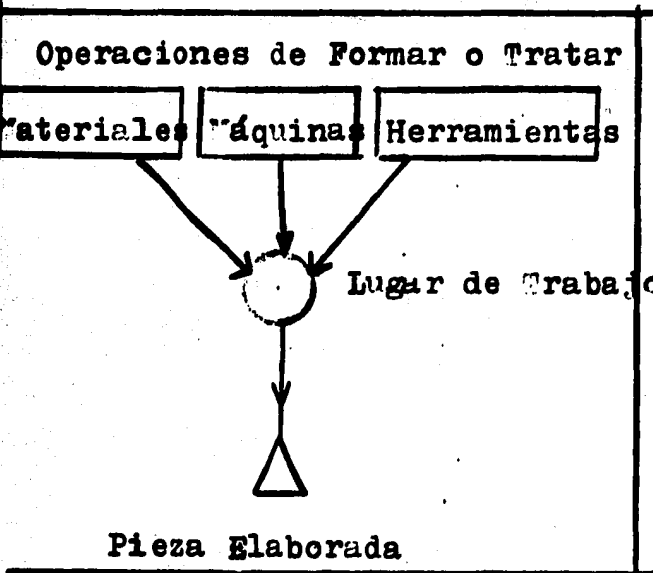 Operaciones de Formar o Tratar
Materiales Máquinas Herramientas
Lugar de Trabajo
Pieza Elaborada